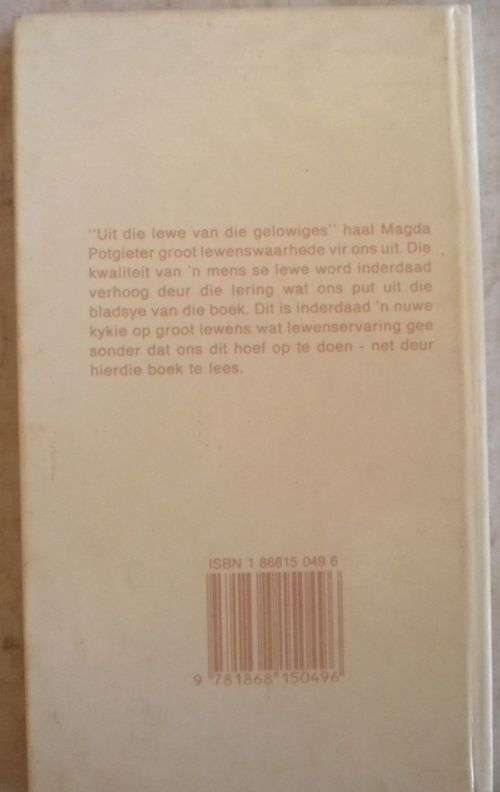 "Uit die lewe van die gelowiges" haal Magda
Potgieter groot lewenswaarhede vir ons uit. Die
kwaliteit van 'n mens se lewe word inderdaad
verhoog deur die lering wat ons put uit die
bladsye van die boek. Dit is inderdaad 'n nuwe
kykie op groot lewens wat lewenservaring gee
sonder dat ons dit hoef op te doen - net deur
hierdie boek te lees.
ISBN 1 86815 049 6
9 781868 150496